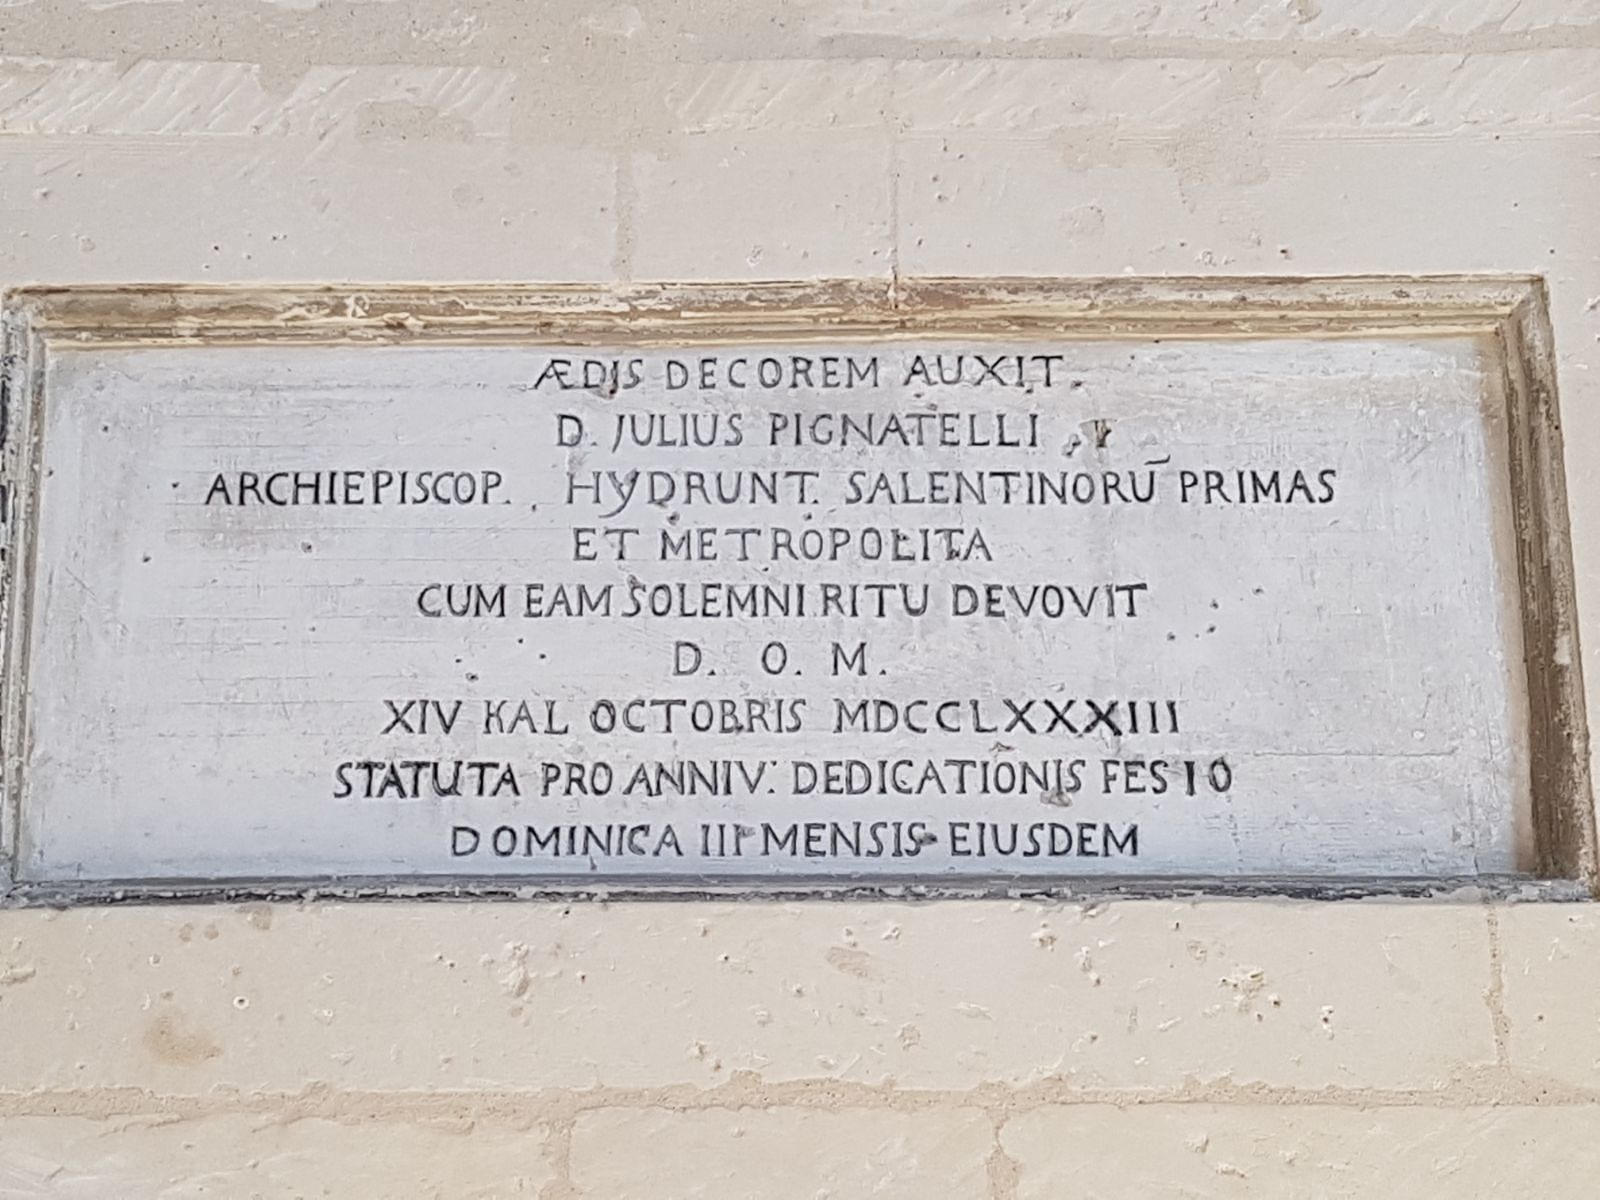 ÆDIS DECOREM AUXIT.
D. JULIUS PIGNATELLI
ARCHIEPISCOP. HYDRUNT. SALENTINORŪ PRIMAS
ET METROPOLITA
CUM EAM SOLEMNI RITU DEVOVIT
D. O. M.
XIV KAL OCTOBRIS MDCCLXXXIII
STATUTA PRO ANNIV: DEDICATIONIS FESTO
DOMINICA III MENSIS EIUSDEM